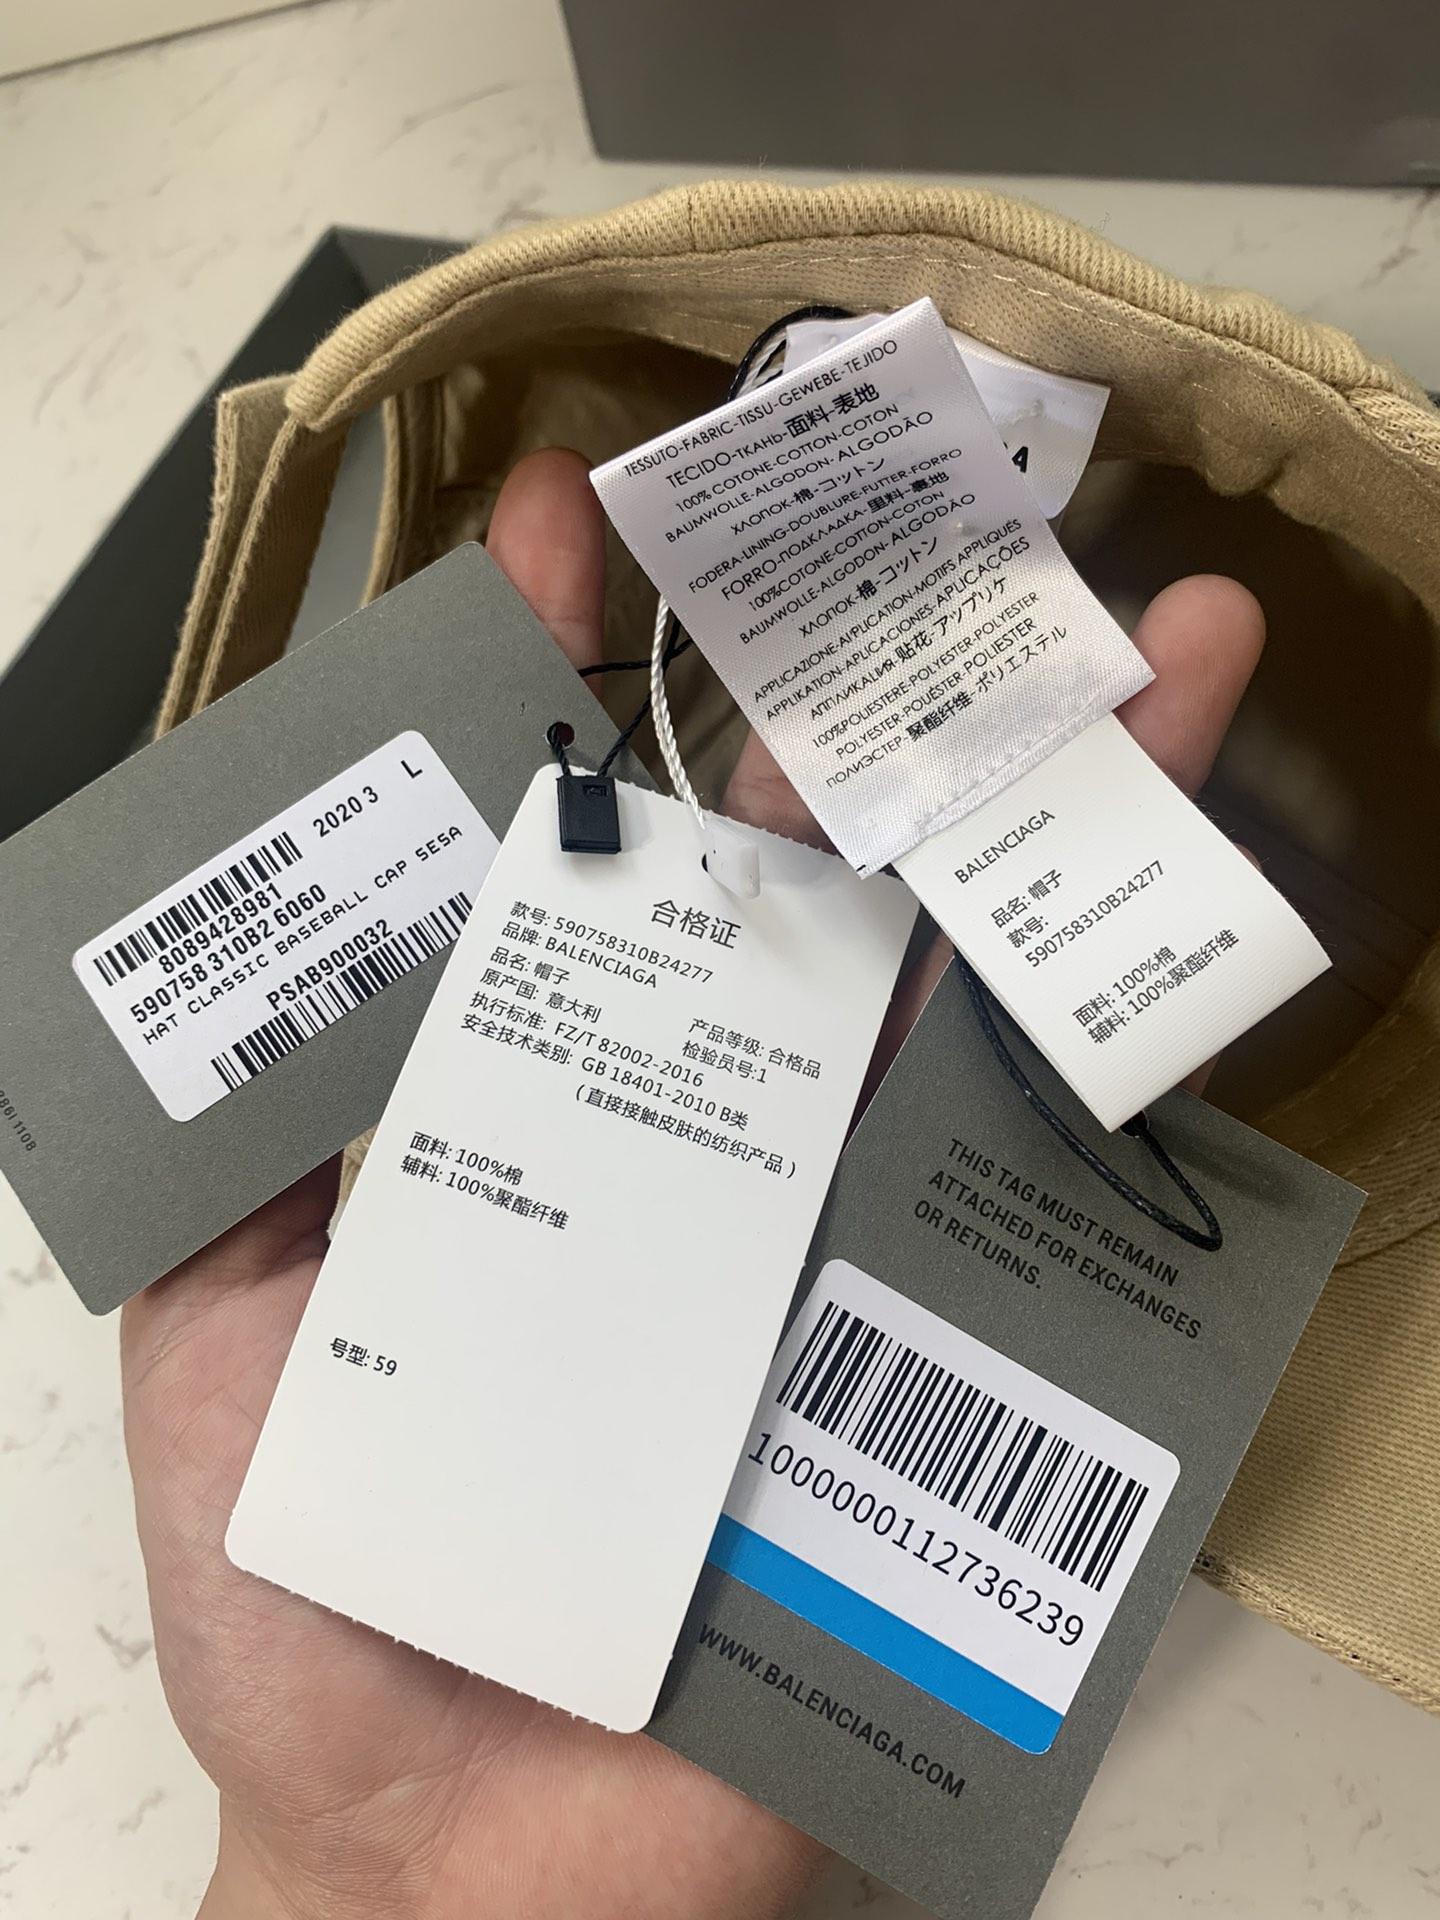 TESSUTO-FABRIC-TISSU-GEWEBE-TEJIDO
TECIDO-ТКАНЬ-面料-表地
100% COTONE-COTTON-COTON
BAUMWOLLE-ALGODON-ALGODÃO
ХЛОПОК-棉-コットン
FODERA-LINING-DOUBLURE-FUTTER-FORRO
FORRO-ПОДКЛАДКА-里料-裏地
100%COTONE-COTTON-COTON
BAUMWOLLE-ALGODON-ALGODÃO
ХЛОПОК-棉-コットン
APPLICAZIONE-APPLICATION-MOTIFS APPLIQUÉS
APPLIKATION-APLICACIONES-APLICAÇÕES
АППЛИКАЦИЯ-贴花-アップリケ
100%POLIESTERE-POLYESTER-POLYESTER
POLYESTER-POUÉSTER-POLIESTER
ПОЛИЭСТЕР-聚酯纤维-ポリエステル
A
BALENCIAGA
品名: 帽子
款号:
590758310B24277
面料: 100%棉
辅料: 100%聚酯纤维
2020 3 L
8089428981
590758 310B2 6060
HAT CLASSIC BASEBALL CAP SE5A
PSAB900032
合格证
款号: 590758310B24277
品牌: BALENCIAGA
品名: 帽子
原产国: 意大利 产品等级: 合格品
执行标准: FZ/T 82002-2016 检验员号:1
安全技术类别: GB 18401-2010 B类
(直接接触皮肤的纺织产品)
面料: 100%棉
辅料: 100%聚酯纤维
号型: 59
THIS TAG MUST REMAIN
ATTACHED FOR EXCHANGES
OR RETURNS.
1000000112736239
WWW.BALENCIAGA.COM